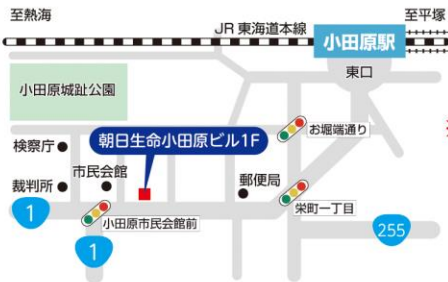 至熱海
至平塚
JR東海道本線
小田原駅
東口
小田原城趾公園
お堀端通り
朝日生命小田原ビル1F
検察庁
市民会館
郵便局
裁判所
栄町一丁目
1
小田原市民会館前
255
1